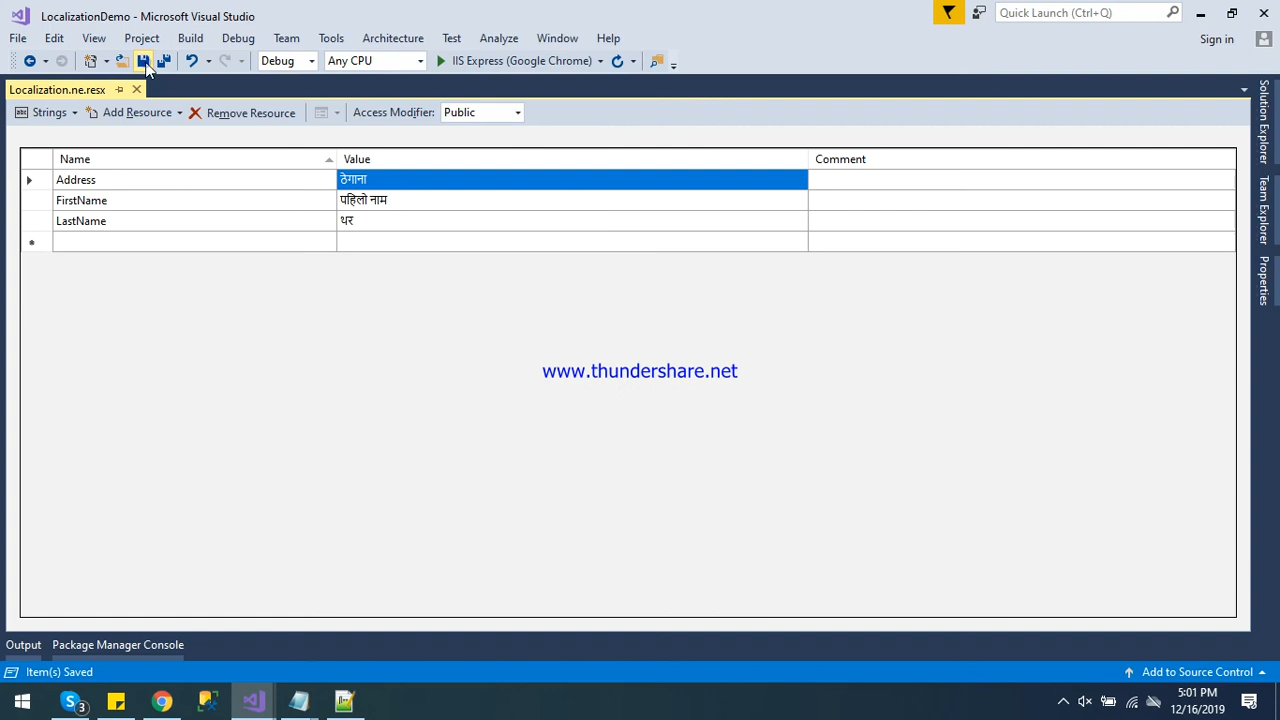 LocalizationDemo - Microsoft Visual Studio
Quick Launch (Ctrl+Q)
File Edit View Project Build Debug Team Tools Architecture Test Analyze Window Help
Sign in
Debug Any CPU IIS Express (Google Chrome)
Localization.ne.resx
Strings Add Resource Remove Resource Access Modifier: Public
Name Value Comment
Address ठेगाना
FirstName पहिलो नाम
LastName थर
www.thundershare.net
Solution Explorer
Team Explorer
Properties
Output Package Manager Console
Item(s) Saved
Add to Source Control
3
5:01 PM
12/16/2019